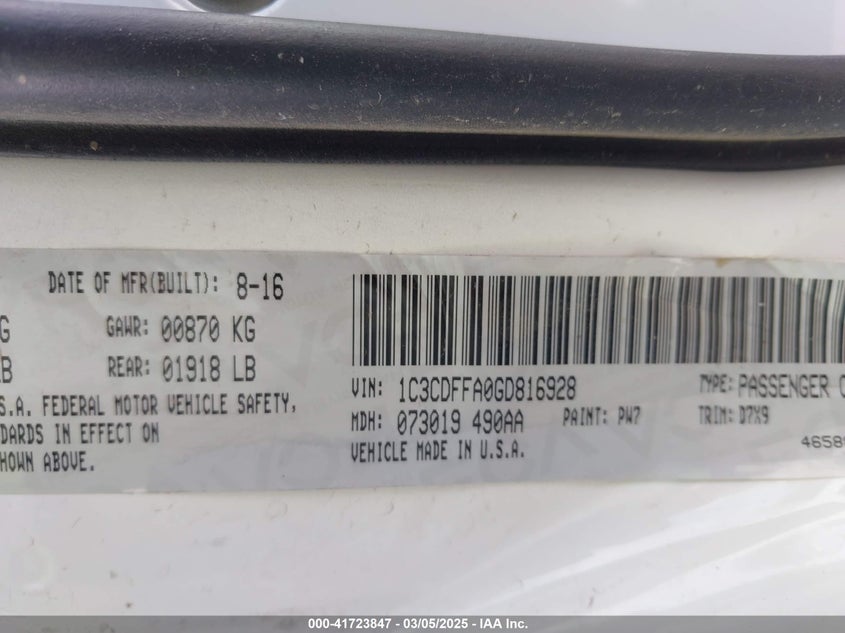 DATE OF MFR(BUILT): 8-16
G GAWR: 00870 KG
B REAR: 01918 LB
S.A. FEDERAL MOTOR VEHICLE SAFETY,
DARDS IN EFFECT ON
HOWN ABOVE.
VIN: 1C3CDFFA0GD816928 TYPE: PASSENGER C
MDH: 073019 490AA PAINT: PW7 TRIM: D7X9
VEHICLE MADE IN U.S.A. 4658
000-41723847 - 03/05/2025 - IAA Inc.